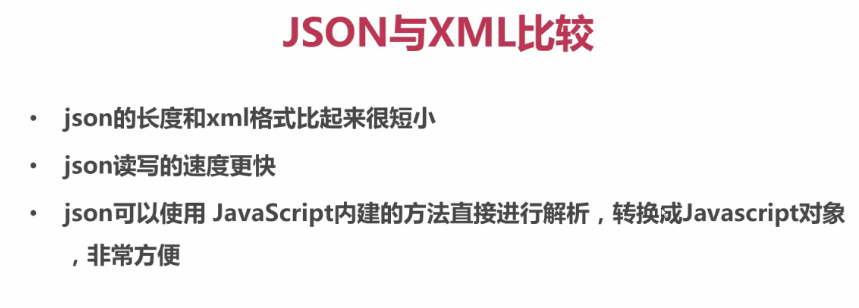 JSON与XML比较
• json的长度和xml格式比起来很短小
• json读写的速度更快
• json可以使用 JavaScript内建的方法直接进行解析，转换成Javascript对象
，非常方便